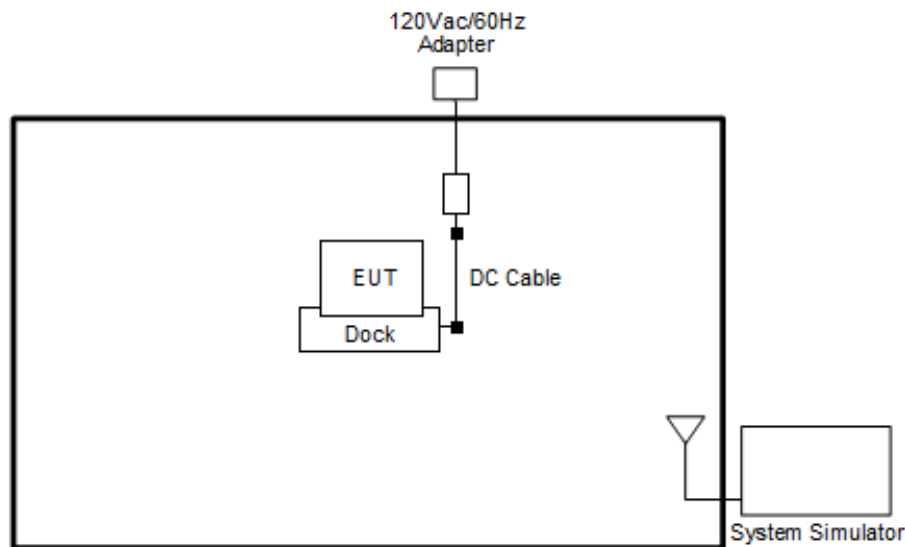 120Vac/60Hz
Adapter
EUT
DC Cable
Dock
System Simulator